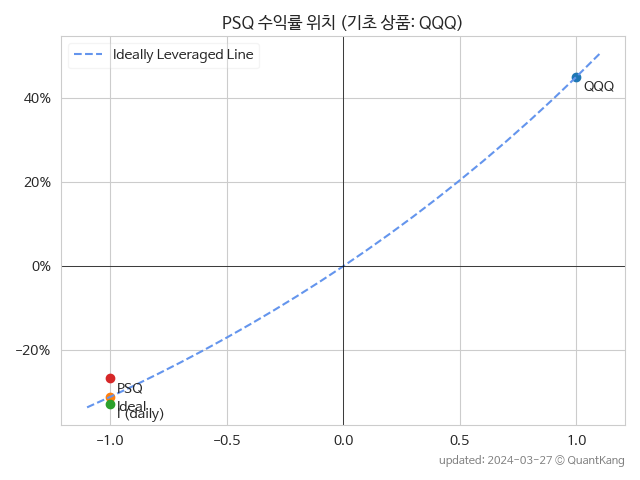 PSQ 수익률 위치 (기초 상품: QQQ)
Ideally Leveraged Line
40%
20%
0%
−20%
QQQ
PSQ
Ideal
(daily)
−1.0 −0.5 0.0 0.5 1.0
updated: 2024-03-27 © QuantKang